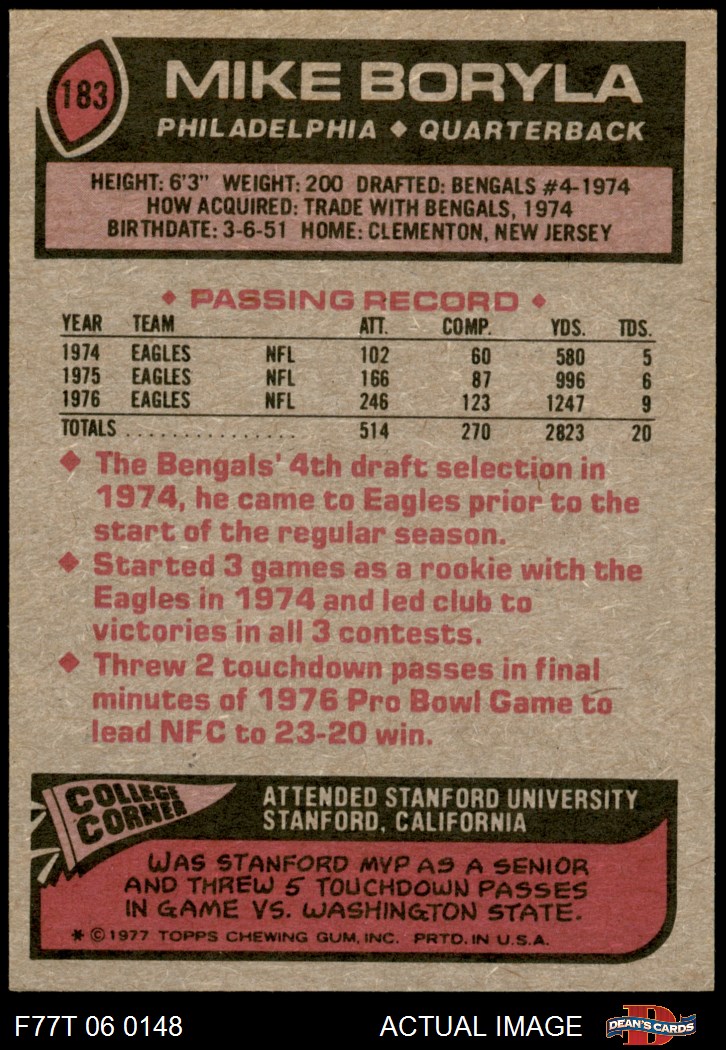 183
MIKE BORYLA
PHILADELPHIA ♦ QUARTERBACK
HEIGHT: 6'3" WEIGHT: 200 DRAFTED: BENGALS #4-1974
HOW ACQUIRED: TRADE WITH BENGALS, 1974
BIRTHDATE: 3-6-51 HOME: CLEMENTON, NEW JERSEY
♦ PASSING RECORD ♦
YEAR TEAM ATT. COMP. YDS. TDS.
1974 EAGLES NFL 102 60 580 5
1975 EAGLES NFL 166 87 996 6
1976 EAGLES NFL 246 123 1247 9
TOTALS ................ 514 270 2823 20
♦ The Bengals' 4th draft selection in
1974, he came to Eagles prior to the
start of the regular season.
♦ Started 3 games as a rookie with the
Eagles in 1974 and led club to
victories in all 3 contests.
♦ Threw 2 touchdown passes in final
minutes of 1976 Pro Bowl Game to
lead NFC to 23-20 win.
COLLEGE
CORNER
ATTENDED STANFORD UNIVERSITY
STANFORD, CALIFORNIA
WAS STANFORD MVP AS A SENIOR
AND THREW 5 TOUCHDOWN PASSES
IN GAME VS. WASHINGTON STATE.
* © 1977 TOPPS CHEWING GUM, INC. PRTD. IN U.S.A.
F77T 06 0148 ACTUAL IMAGE
D
DEAN'S CARDS